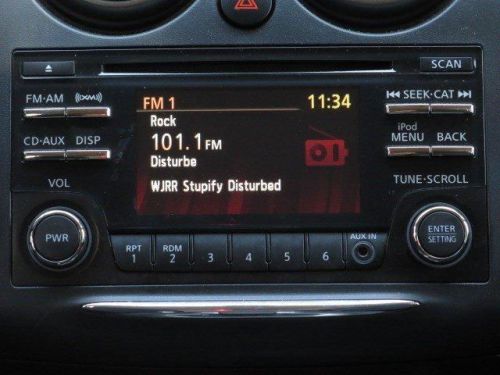 SCAN
FM·AM
XM
SEEK·CAT
CD·AUX
DISP
iPod
MENU
BACK
VOL
TUNE·SCROLL
FM 1
11:34
Rock
101.1 FM
Disturbe
WJRR Stupify Disturbed
PWR
ENTER
SETTING
RPT
1
RDM
2
3
4
5
6
AUX IN